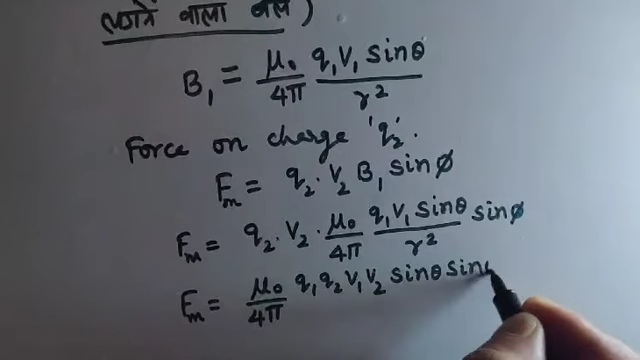 लगने वाला बल)
B₁ = μ₀/4π q₁v₁ sinθ/r²
Force on charge 'q₂'.
Fₘ = q₂·v₂ B₁ sinφ
Fₘ = q₂·v₂·μ₀/4π q₁v₁ sinθ/r² sinφ
Fₘ = μ₀/4π q₁q₂v₁v₂ sinθ sin